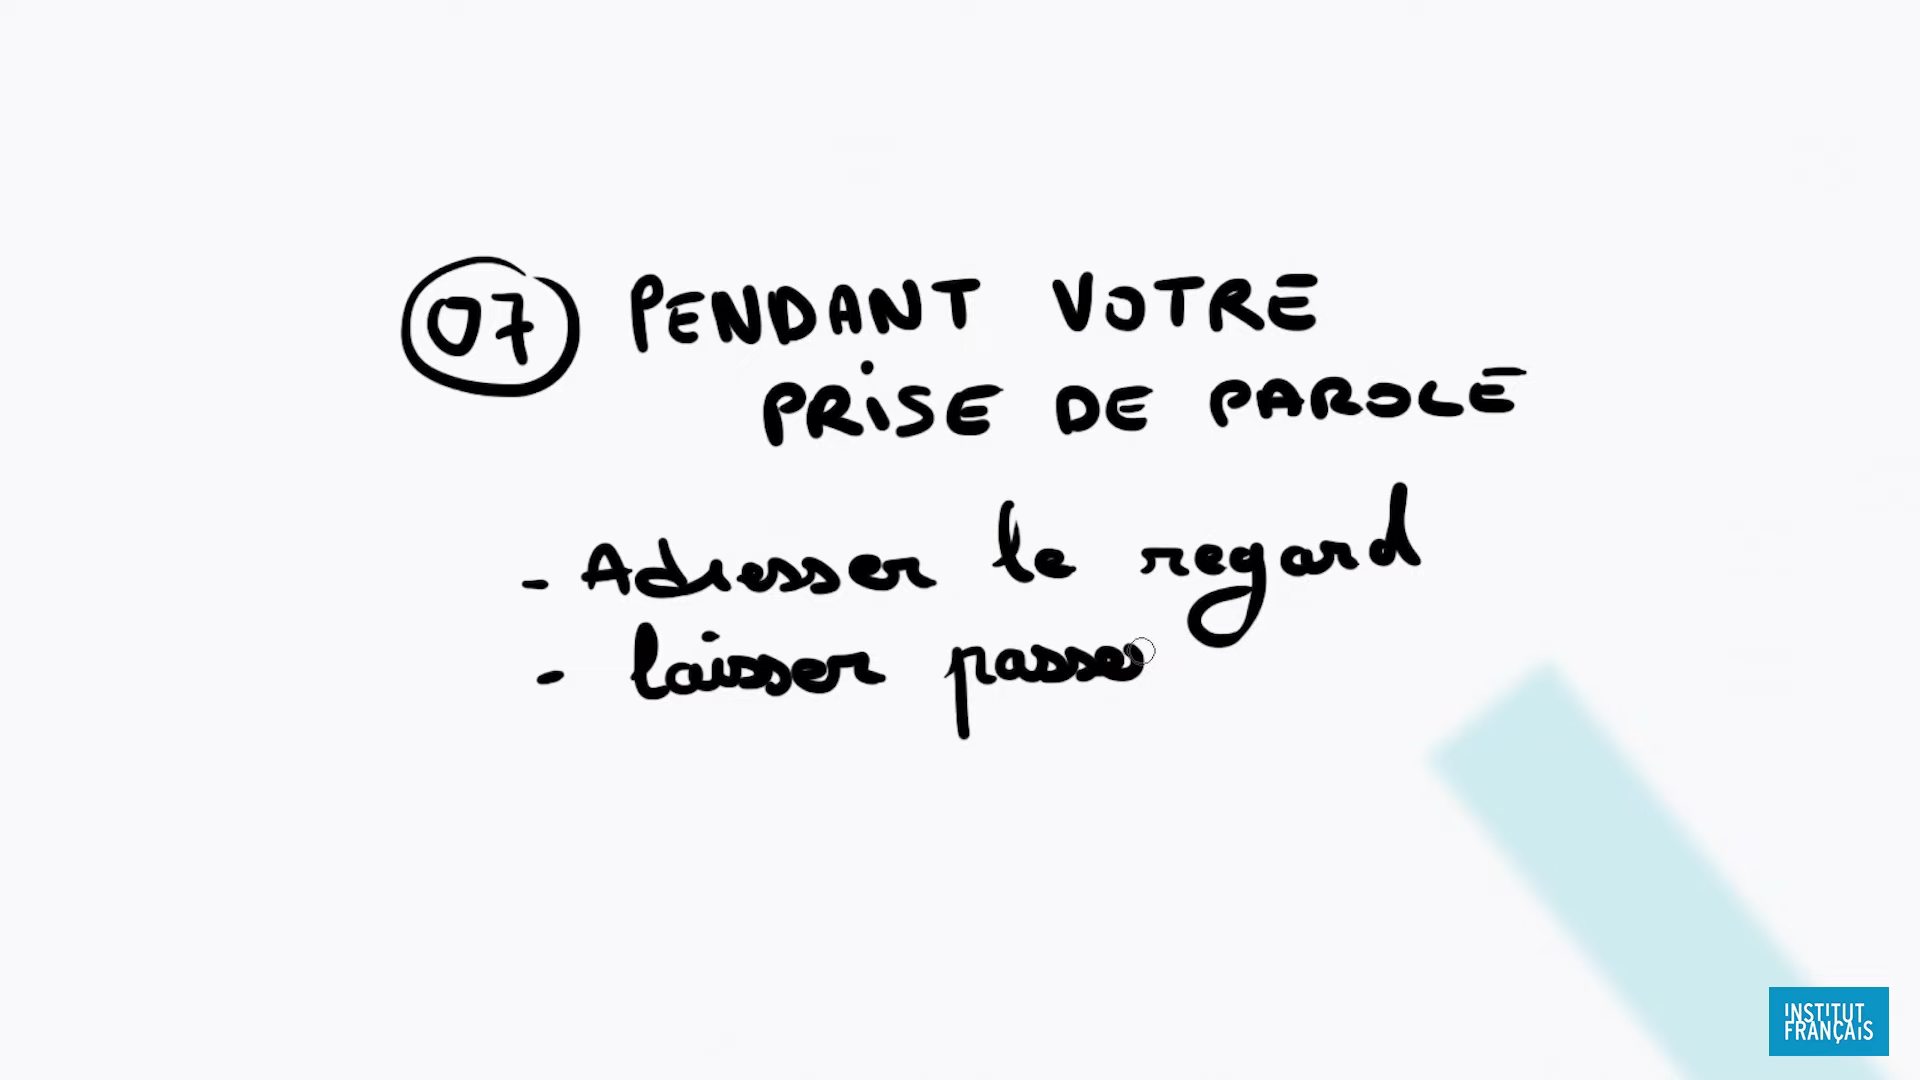 07 PENDANT VOTRE
PRISE DE PAROLE
- Adresser le regard
- laisser passe
INSTITUT
FRANÇAIS